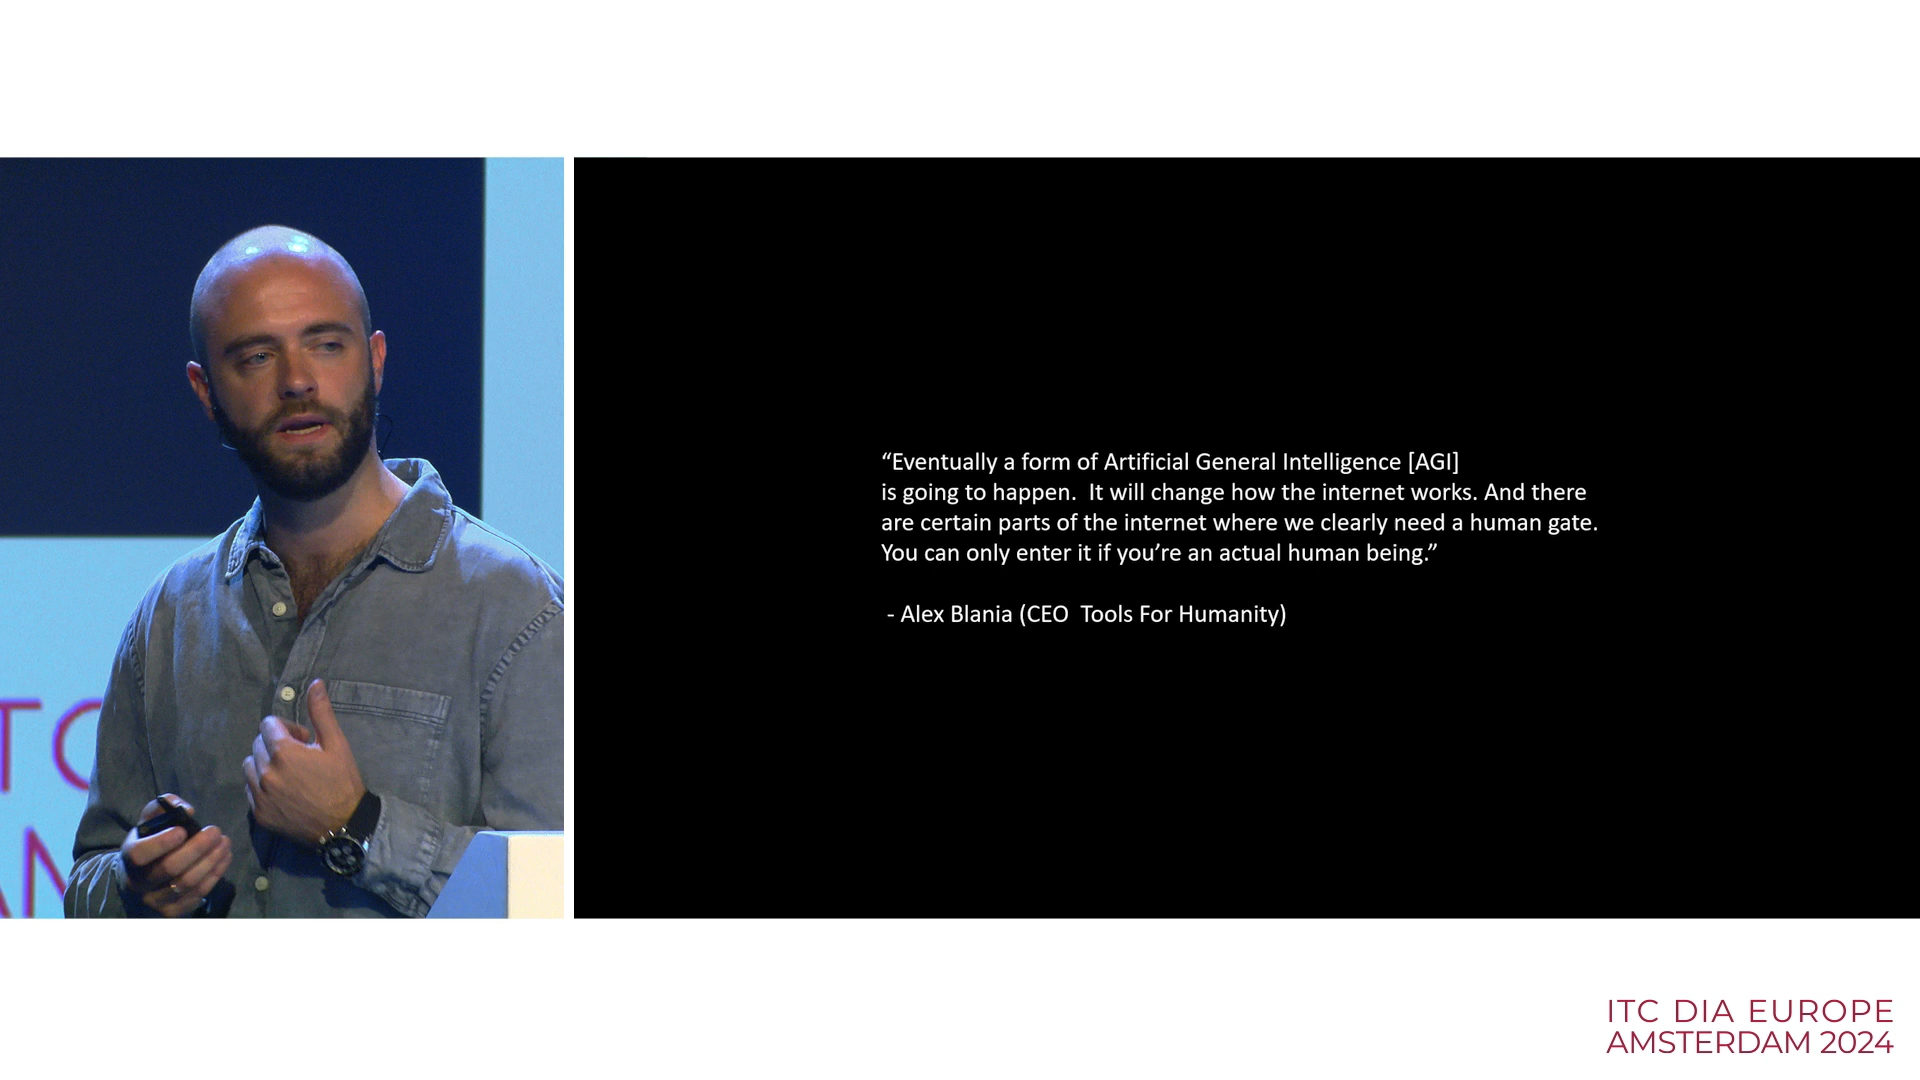 TC
AM
“Eventually a form of Artificial General Intelligence [AGI]
is going to happen.  It will change how the internet works. And there
are certain parts of the internet where we clearly need a human gate.
You can only enter it if you’re an actual human being.”
- Alex Blania (CEO  Tools For Humanity)
ITC DIA EUROPE
AMSTERDAM 2024